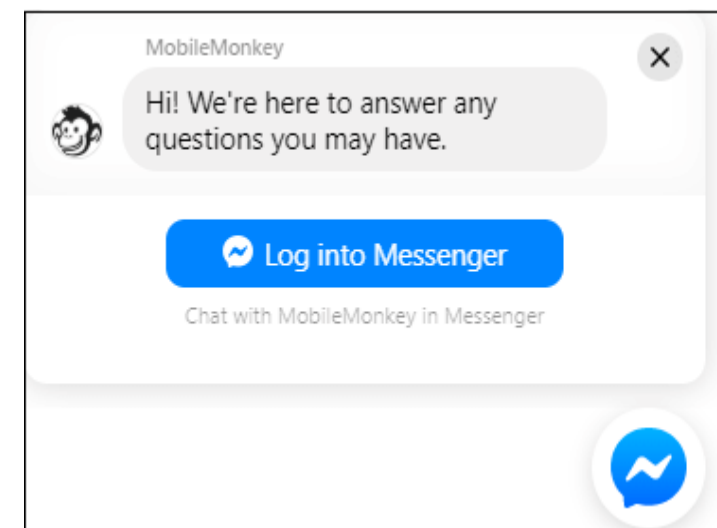 MobileMonkey
Hi! We're here to answer any
questions you may have.
Log into Messenger
Chat with MobileMonkey in Messenger